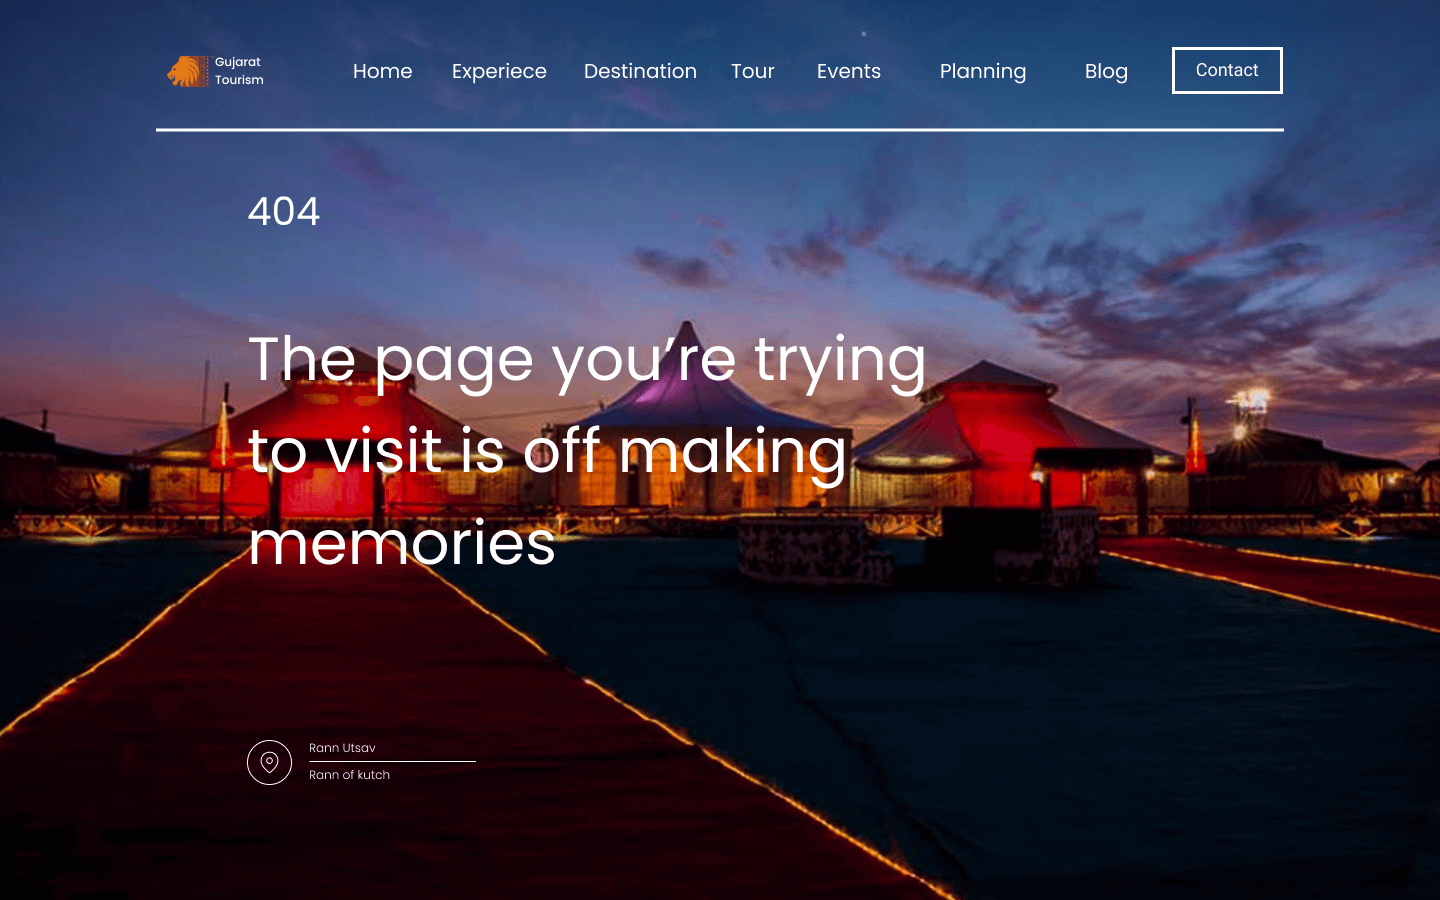 Gujarat
Tourism
Home Experiece Destination Tour Events Planning Blog Contact
404
The page you’re trying
to visit is off making
memories
Rann Utsav
Rann of kutch